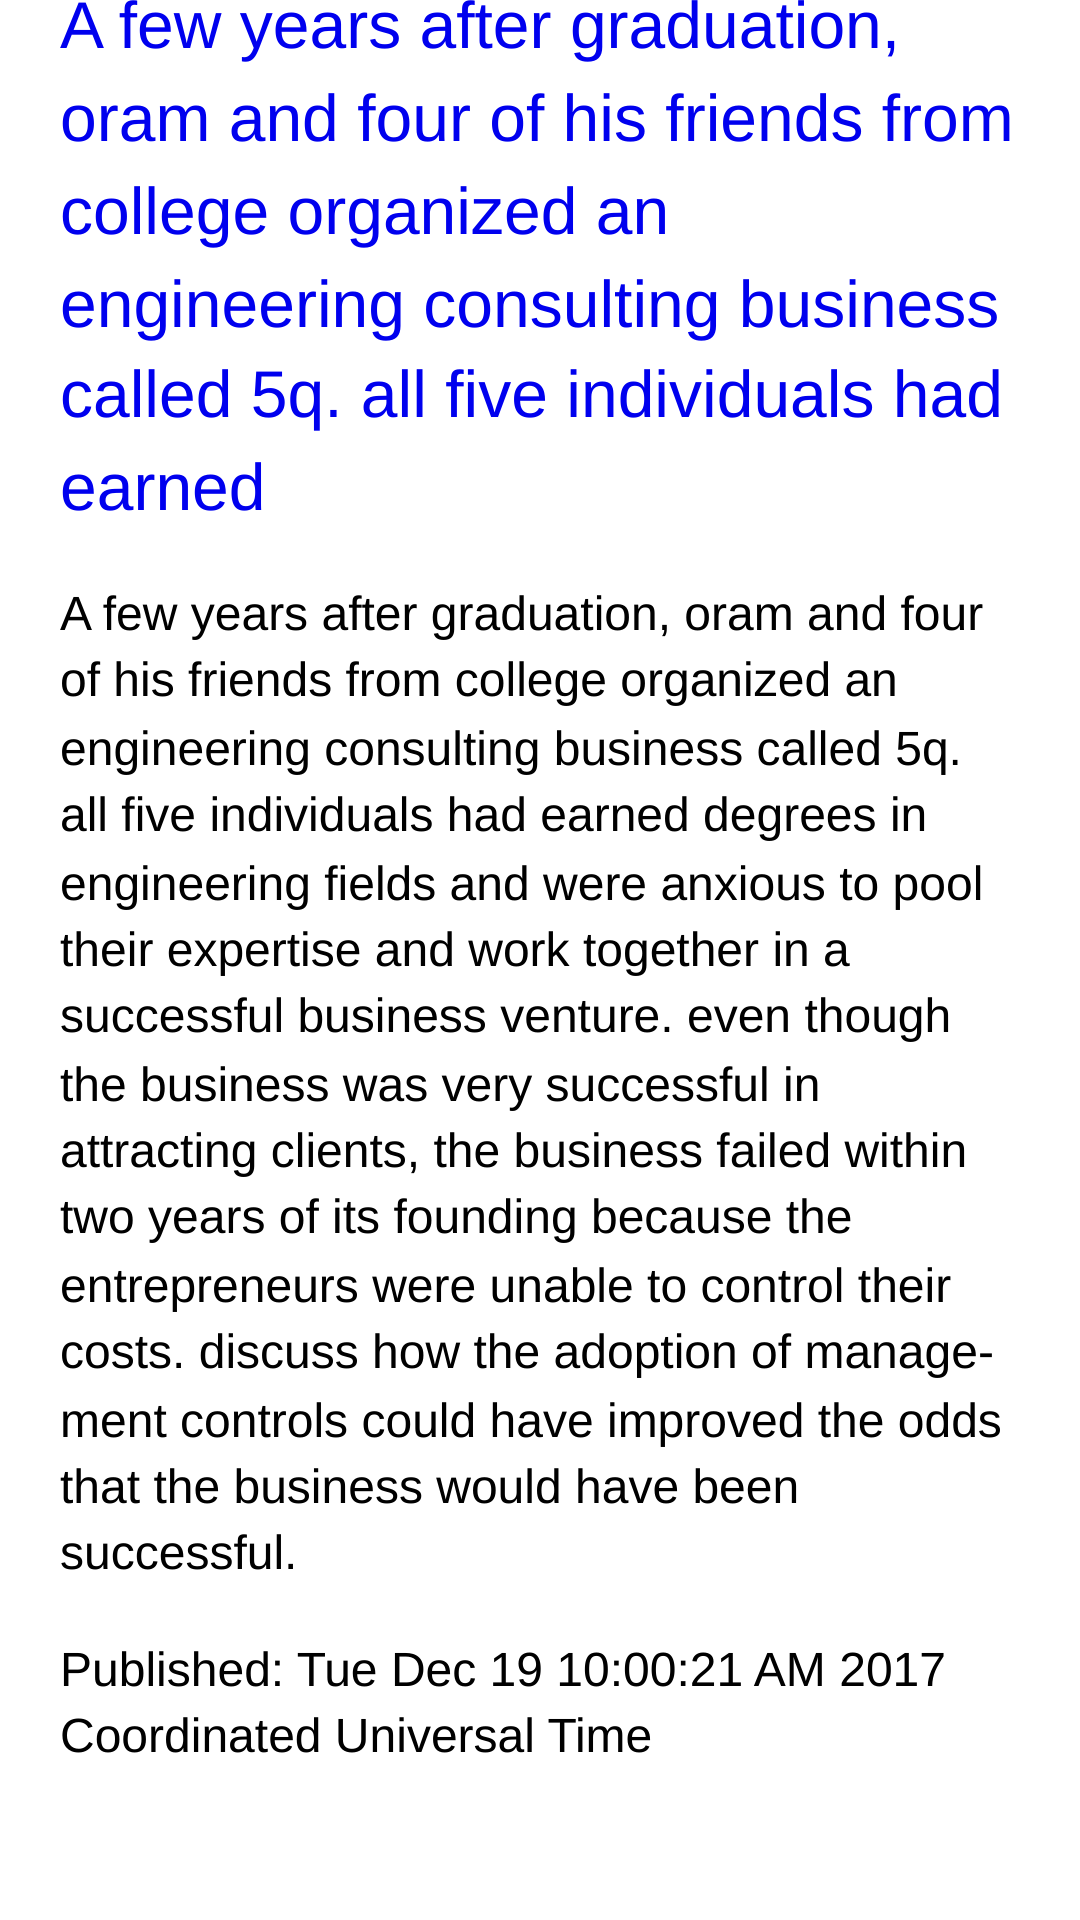 A few years after graduation,
oram and four of his friends from
college organized an
engineering consulting business
called 5q. all five individuals had
earned
A few years after graduation, oram and four
of his friends from college organized an
engineering consulting business called 5q.
all five individuals had earned degrees in
engineering fields and were anxious to pool
their expertise and work together in a
successful business venture. even though
the business was very successful in
attracting clients, the business failed within
two years of its founding because the
entrepreneurs were unable to control their
costs. discuss how the adoption of manage-
ment controls could have improved the odds
that the business would have been
successful.
Published: Tue Dec 19 10:00:21 AM 2017
Coordinated Universal Time